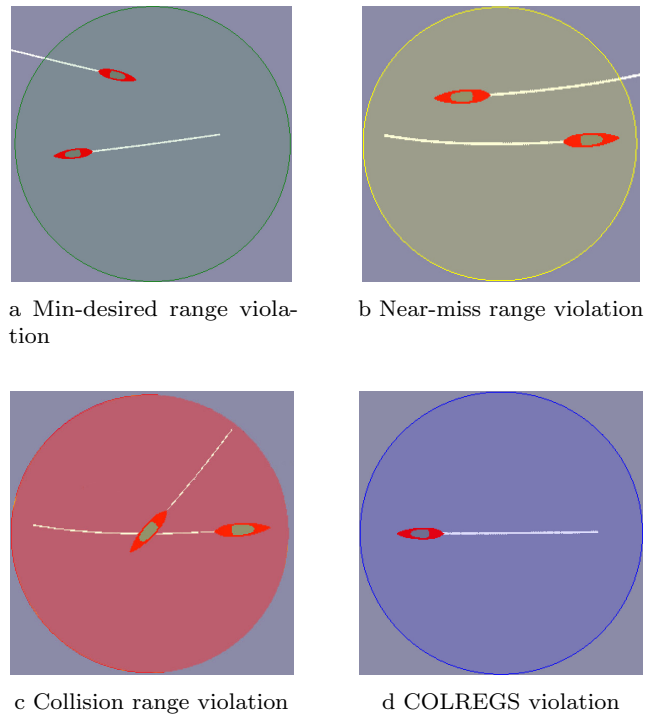 a Min-desired range viola-
tion
b Near-miss range violation
c Collision range violation
d COLREGS violation